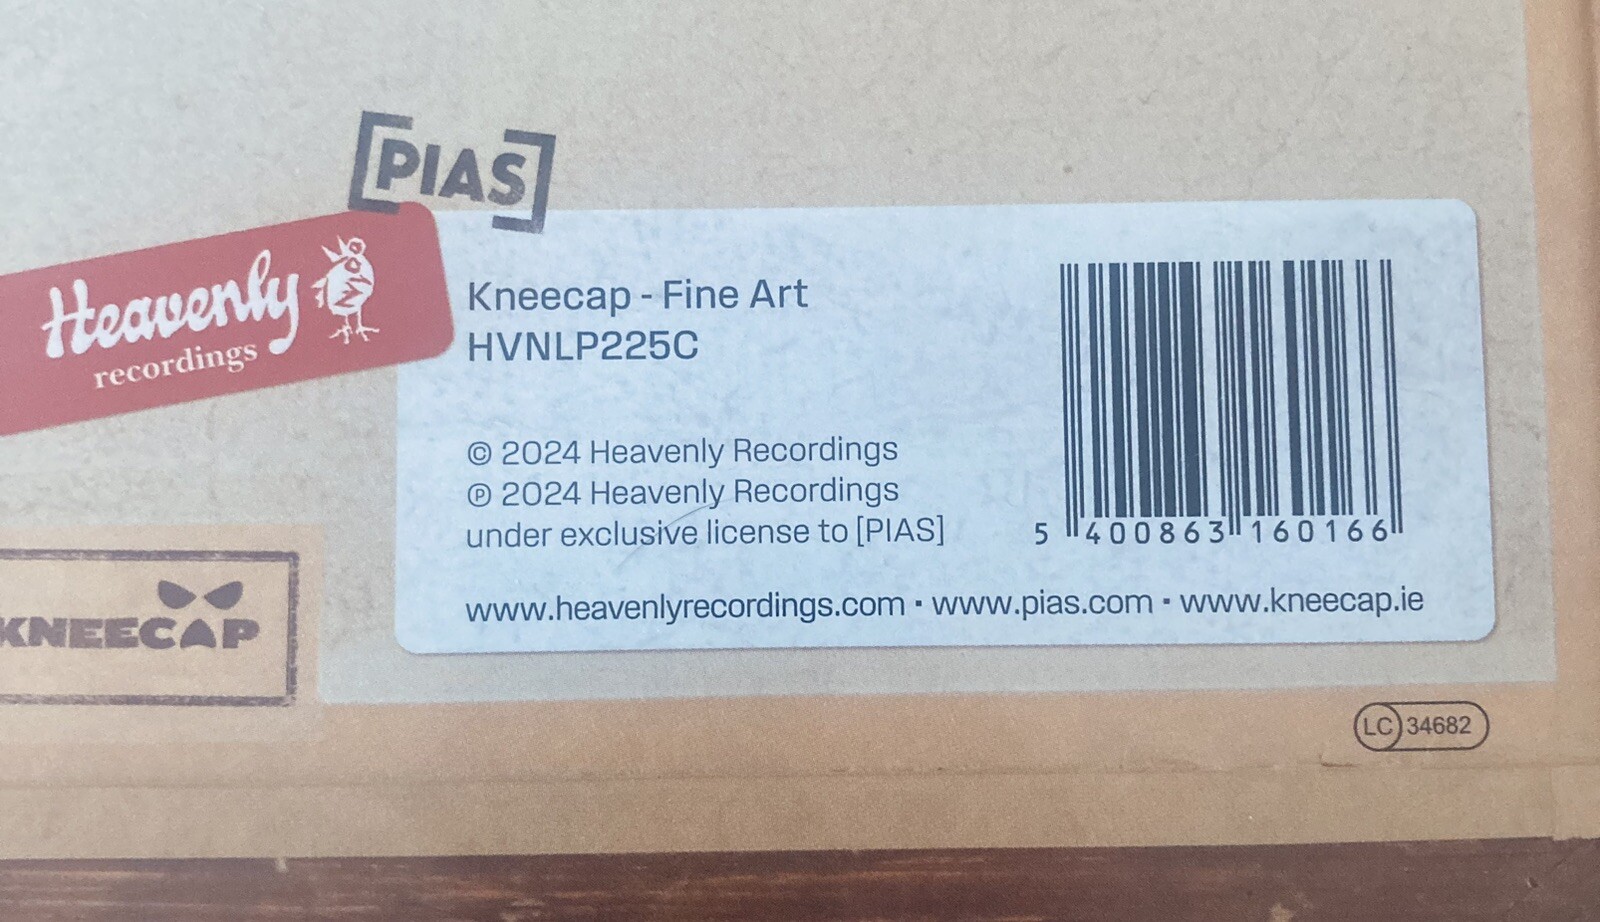 [PIAS]
Heavenly
recordings
Kneecap - Fine Art
HVNLP225C
© 2024 Heavenly Recordings
℗ 2024 Heavenly Recordings
under exclusive license to [PIAS]
5 400863 160166
www.heavenlyrecordings.com · www.pias.com · www.kneecap.ie
KNEECAP
LC 34682